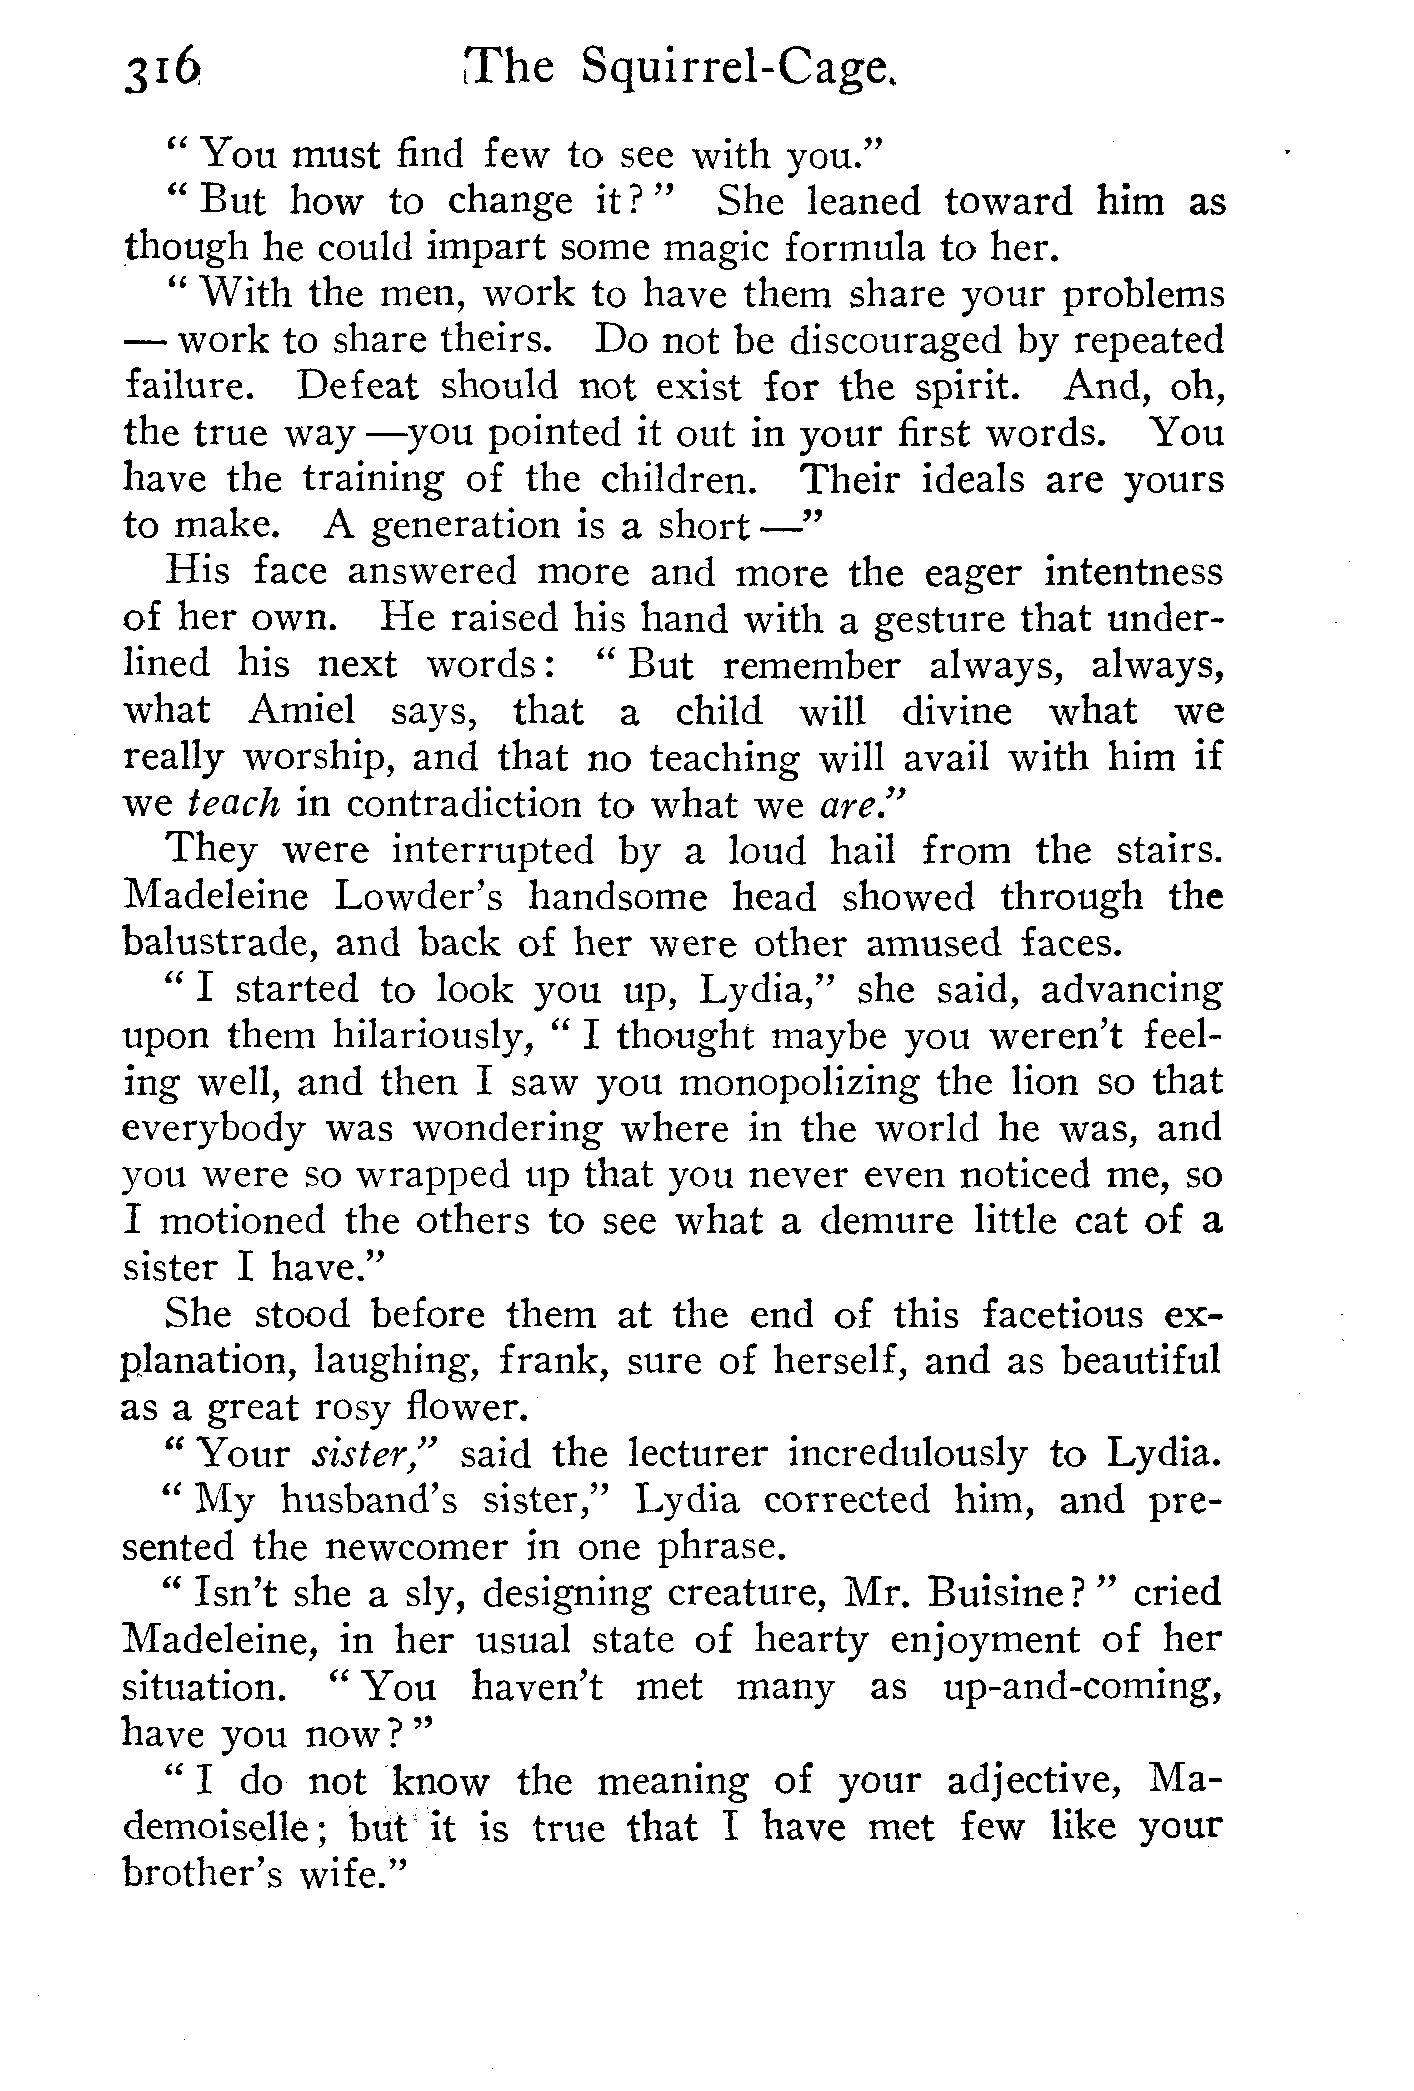 316 The Squirrel-Cage.
" You must find few to see with you."
" But how to change it? " She leaned toward him as
though he could impart some magic formula to her.
" With the men, work to have them share your problems
— work to share theirs. Do not be discouraged by repeated
failure. Defeat should not exist for the spirit. And, oh,
the true way —you pointed it out in your first words. You
have the training of the children. Their ideals are yours
to make. A generation is a short —"
His face answered more and more the eager intentness
of her own. He raised his hand with a gesture that under-
lined his next words: " But remember always, always,
what Amiel says, that a child will divine what we
really worship, and that no teaching will avail with him if
we teach in contradiction to what we are."
They were interrupted by a loud hail from the stairs.
Madeleine Lowder's handsome head showed through the
balustrade, and back of her were other amused faces.
" I started to look you up, Lydia," she said, advancing
upon them hilariously, " I thought maybe you weren't feel-
ing well, and then I saw you monopolizing the lion so that
everybody was wondering where in the world he was, and
you were so wrapped up that you never even noticed me, so
I motioned the others to see what a demure little cat of a
sister I have."
She stood before them at the end of this facetious ex-
planation, laughing, frank, sure of herself, and as beautiful
as a great rosy flower.
" Your sister," said the lecturer incredulously to Lydia.
" My husband's sister," Lydia corrected him, and pre-
sented the newcomer in one phrase.
" Isn't she a sly, designing creature, Mr. Buisine? " cried
Madeleine, in her usual state of hearty enjoyment of her
situation. " You haven't met many as up-and-coming,
have you now? "
" I do not know the meaning of your adjective, Ma-
demoiselle; but it is true that I have met few like your
brother's wife."